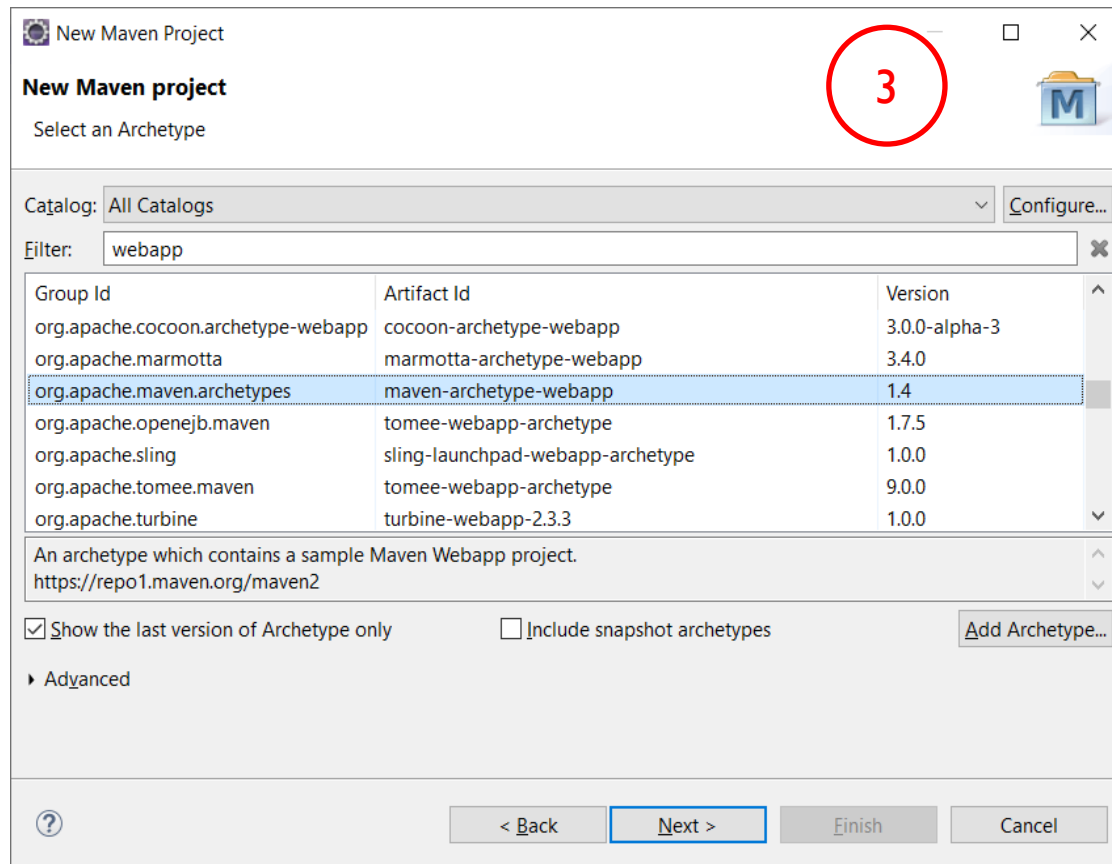 New Maven Project
3
New Maven project
M
Select an Archetype
Catalog: All Catalogs Configure...
Filter: webapp
Group Id Artifact Id Version
org.apache.cocoon.archetype-webapp cocoon-archetype-webapp 3.0.0-alpha-3
org.apache.marmotta marmotta-archetype-webapp 3.4.0
org.apache.maven.archetypes maven-archetype-webapp 1.4
org.apache.openejb.maven tomee-webapp-archetype 1.7.5
org.apache.sling sling-launchpad-webapp-archetype 1.0.0
org.apache.tomee.maven tomee-webapp-archetype 9.0.0
org.apache.turbine turbine-webapp-2.3.3 1.0.0
An archetype which contains a sample Maven Webapp project.
https://repo1.maven.org/maven2
Show the last version of Archetype only Include snapshot archetypes Add Archetype...
Advanced
? < Back Next > Finish Cancel